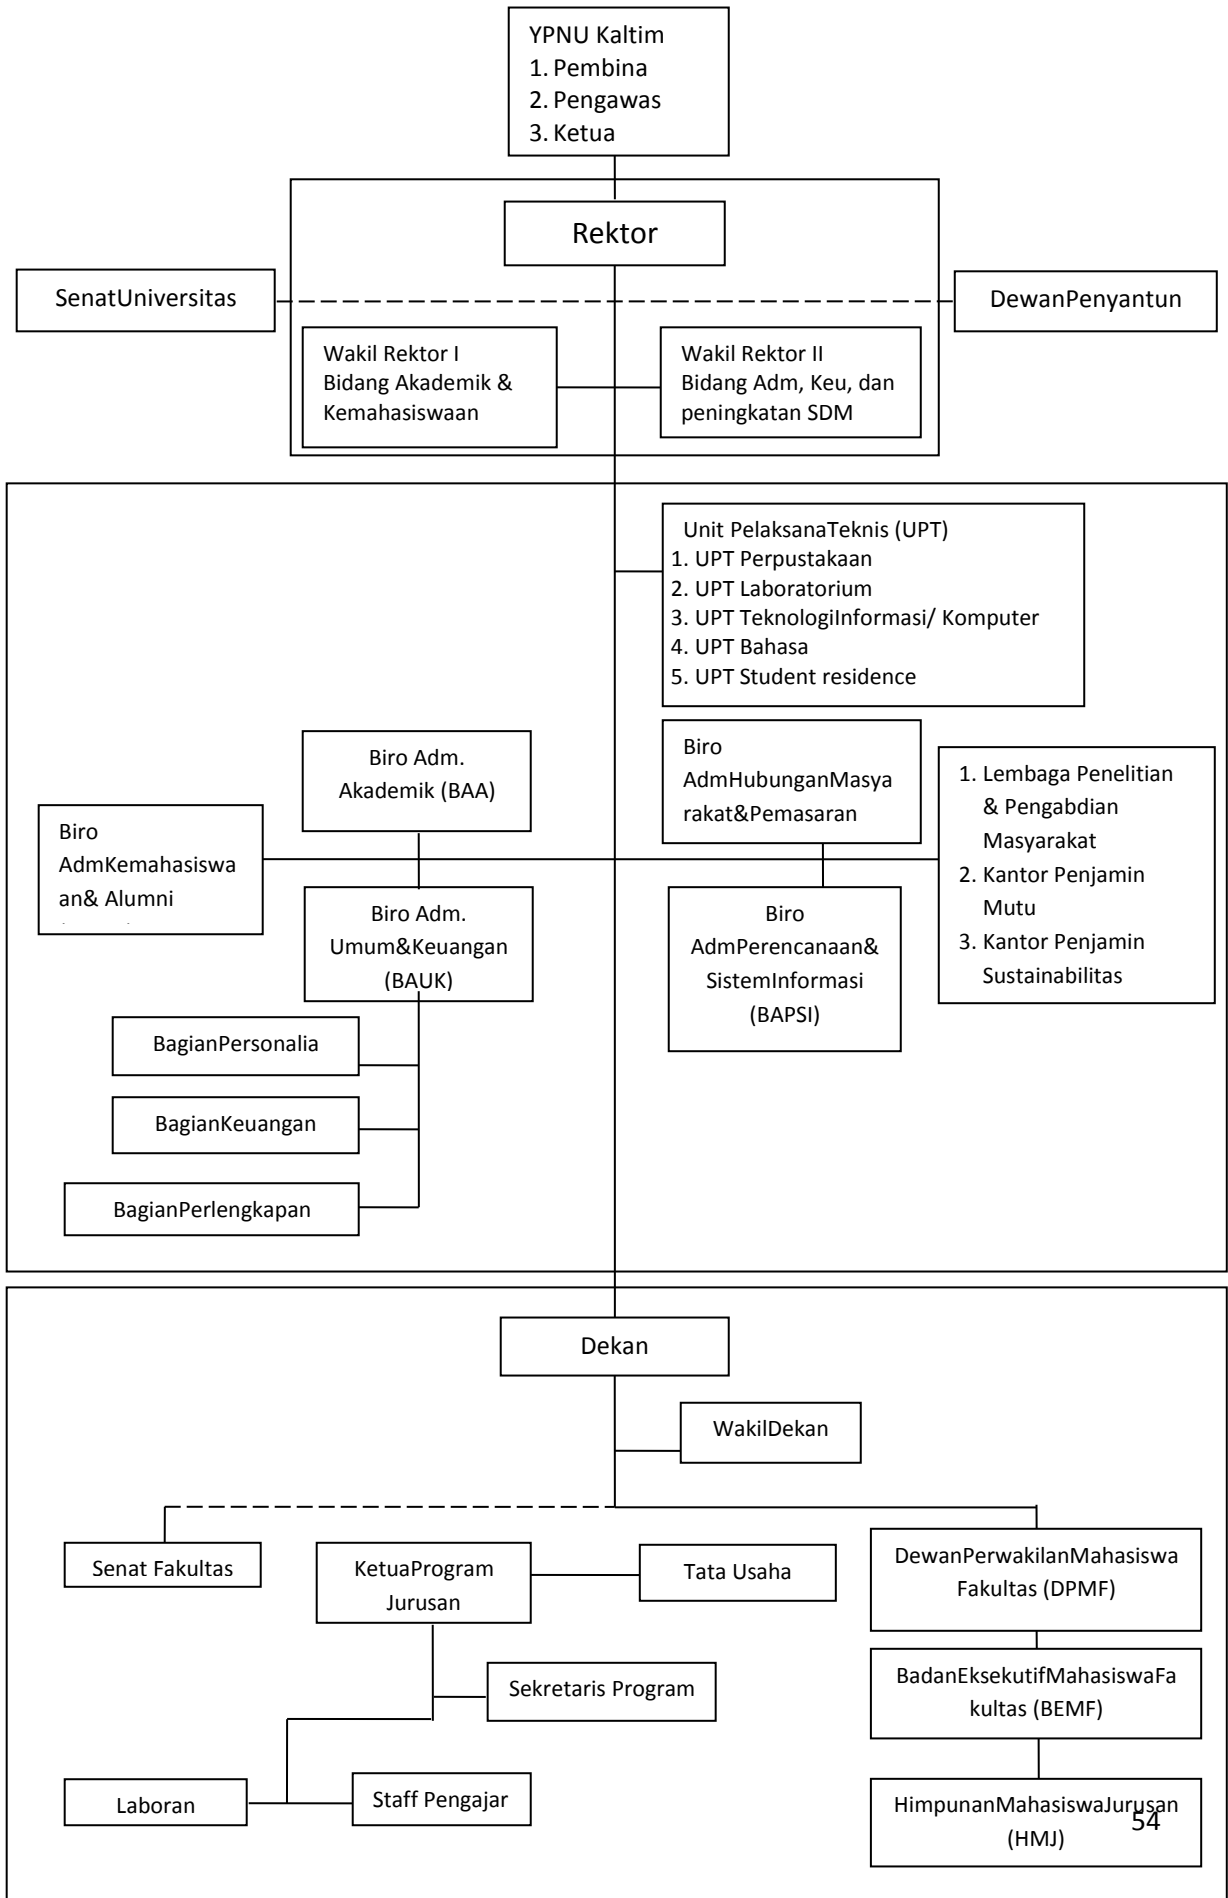 YPNU Kaltim
1. Pembina
2. Pengawas
3. Ketua
Rektor
SenatUniversitas
DewanPenyantun
Wakil Rektor I
Bidang Akademik &
Kemahasiswaan
Wakil Rektor II
Bidang Adm, Keu, dan
peningkatan SDM
Unit PelaksanaTeknis (UPT)
1. UPT Perpustakaan
2. UPT Laboratorium
3. UPT TeknologiInformasi/ Komputer
4. UPT Bahasa
5. UPT Student residence
Biro Adm.
Akademik (BAA)
Biro
AdmHubunganMasya
rakat&Pemasaran
1. Lembaga Penelitian
& Pengabdian
Masyarakat
2. Kantor Penjamin
Mutu
3. Kantor Penjamin
Sustainabilitas
Biro
AdmKemahasiswa
an& Alumni
Biro Adm.
Umum&Keuangan
(BAUK)
Biro
AdmPerencanaan&
SistemInformasi
(BAPSI)
BagianPersonalia
BagianKeuangan
BagianPerlengkapan
Dekan
WakilDekan
Senat Fakultas
KetuaProgram
Jurusan
Tata Usaha
DewanPerwakilanMahasiswa
Fakultas (DPMF)
Sekretaris Program
BadanEksekutifMahasiswaFa
kultas (BEMF)
Laboran
Staff Pengajar
HimpunanMahasiswaJurusan
(HMJ)
54